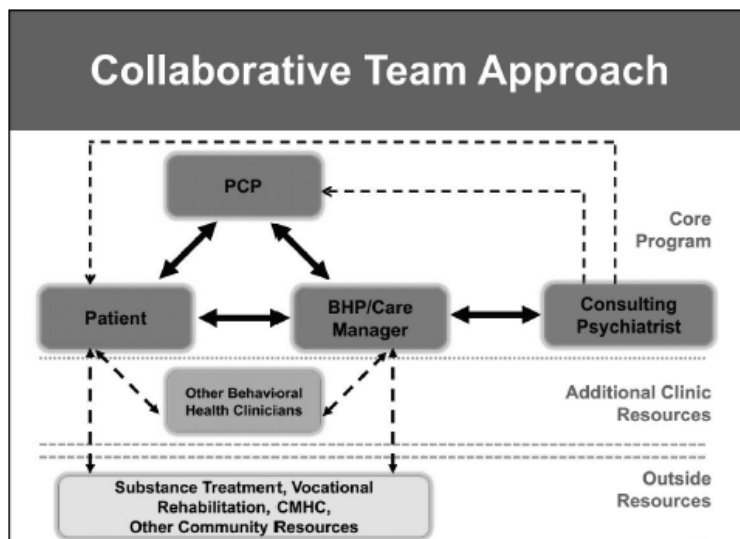 Collaborative Team Approach
PCP
Core
Program
Patient
BHP/Care
Manager
Consulting
Psychiatrist
Other Behavioral
Health Clinicians
Additional Clinic
Resources
Substance Treatment, Vocational
Rehabilitation, CMHC,
Other Community Resources
Outside
Resources